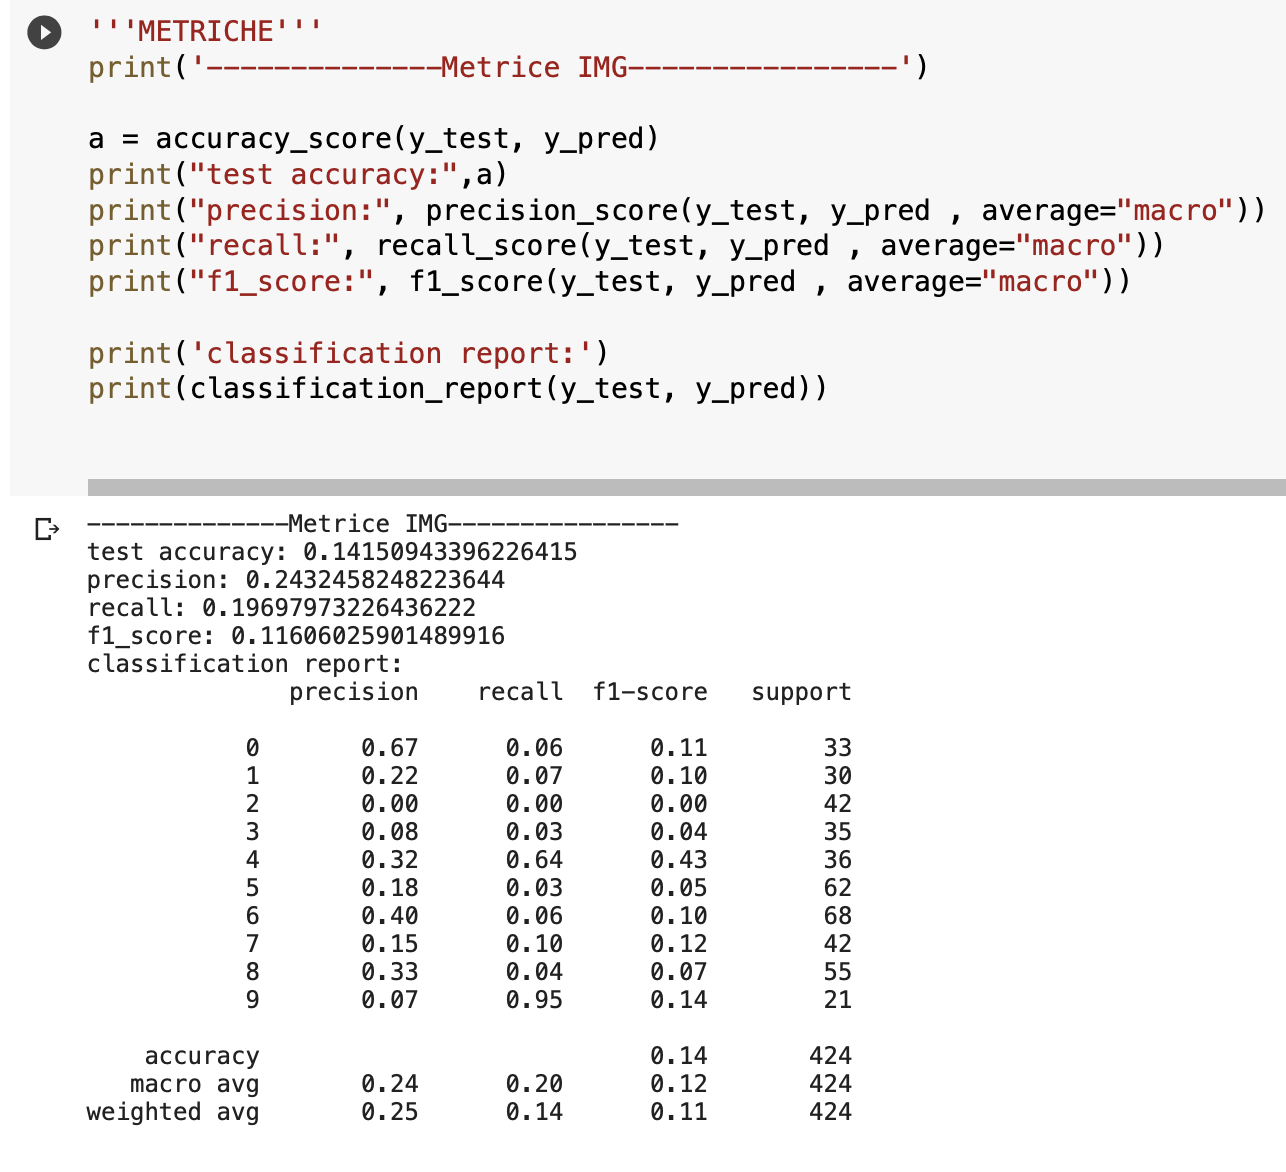 '''METRICHE'''
print('--------------Metrice IMG----------------')
a = accuracy_score(y_test, y_pred)
print("test accuracy:",a)
print("precision:", precision_score(y_test, y_pred , average="macro"))
print("recall:", recall_score(y_test, y_pred , average="macro"))
print("f1_score:", f1_score(y_test, y_pred , average="macro"))
print('classification report:')
print(classification_report(y_test, y_pred))
--------------Metrice IMG----------------
test accuracy: 0.14150943396226415
precision: 0.2432458248223644
recall: 0.19697973226436222
f1_score: 0.11606025901489916
classification report:
precision recall f1-score support
0 0.67 0.06 0.11 33
1 0.22 0.07 0.10 30
2 0.00 0.00 0.00 42
3 0.08 0.03 0.04 35
4 0.32 0.64 0.43 36
5 0.18 0.03 0.05 62
6 0.40 0.06 0.10 68
7 0.15 0.10 0.12 42
8 0.33 0.04 0.07 55
9 0.07 0.95 0.14 21
accuracy 0.14 424
macro avg 0.24 0.20 0.12 424
weighted avg 0.25 0.14 0.11 424